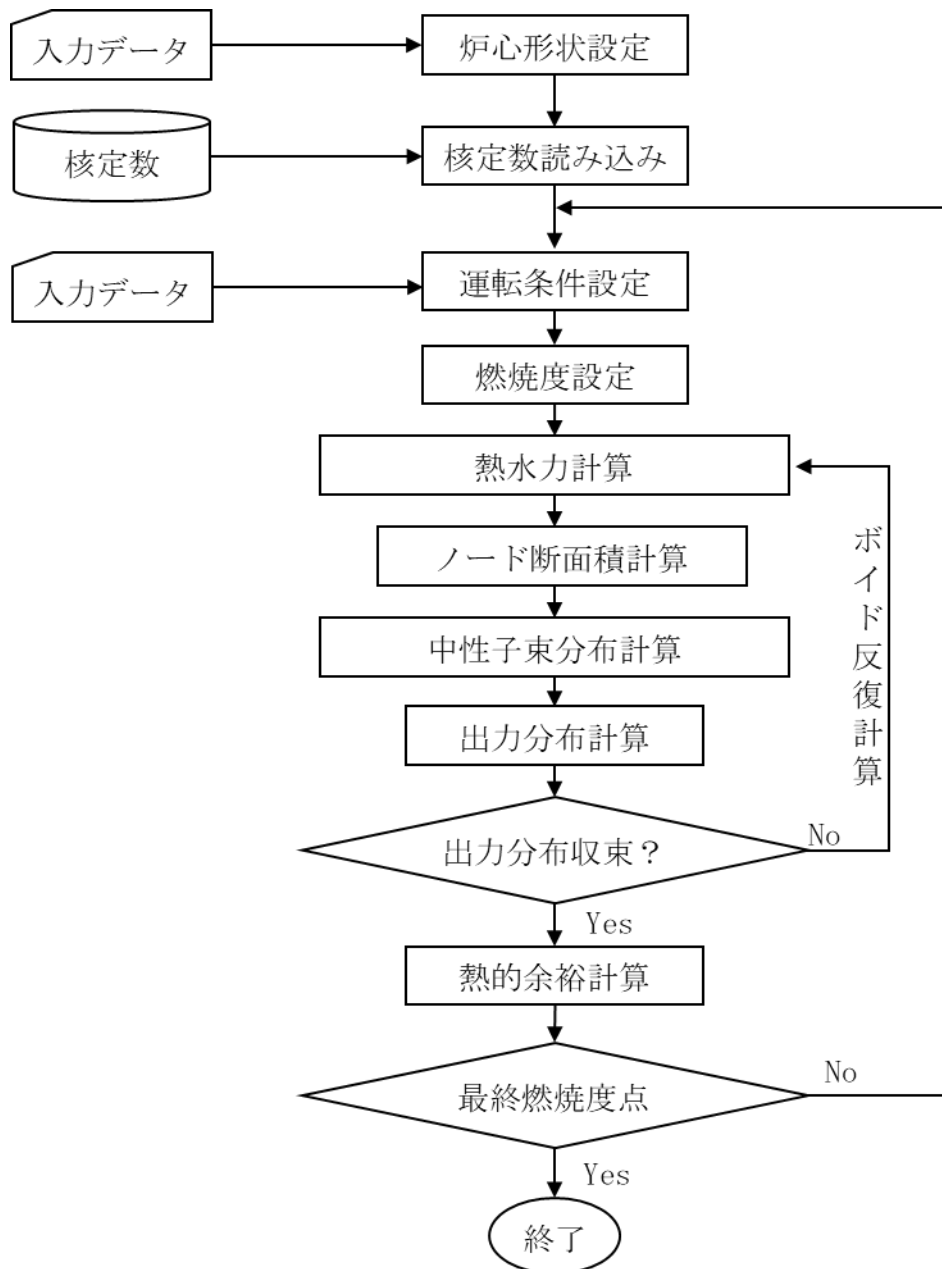 入力データ
炉心形状設定
核定数
核定数読み込み
入力データ
運転条件設定
燃焼度設定
熱水力計算
ノード断面積計算
中性子束分布計算
出力分布計算
ボイド反復計算
出力分布収束？
No
Yes
熱的余裕計算
最終燃焼度点
No
Yes
終了